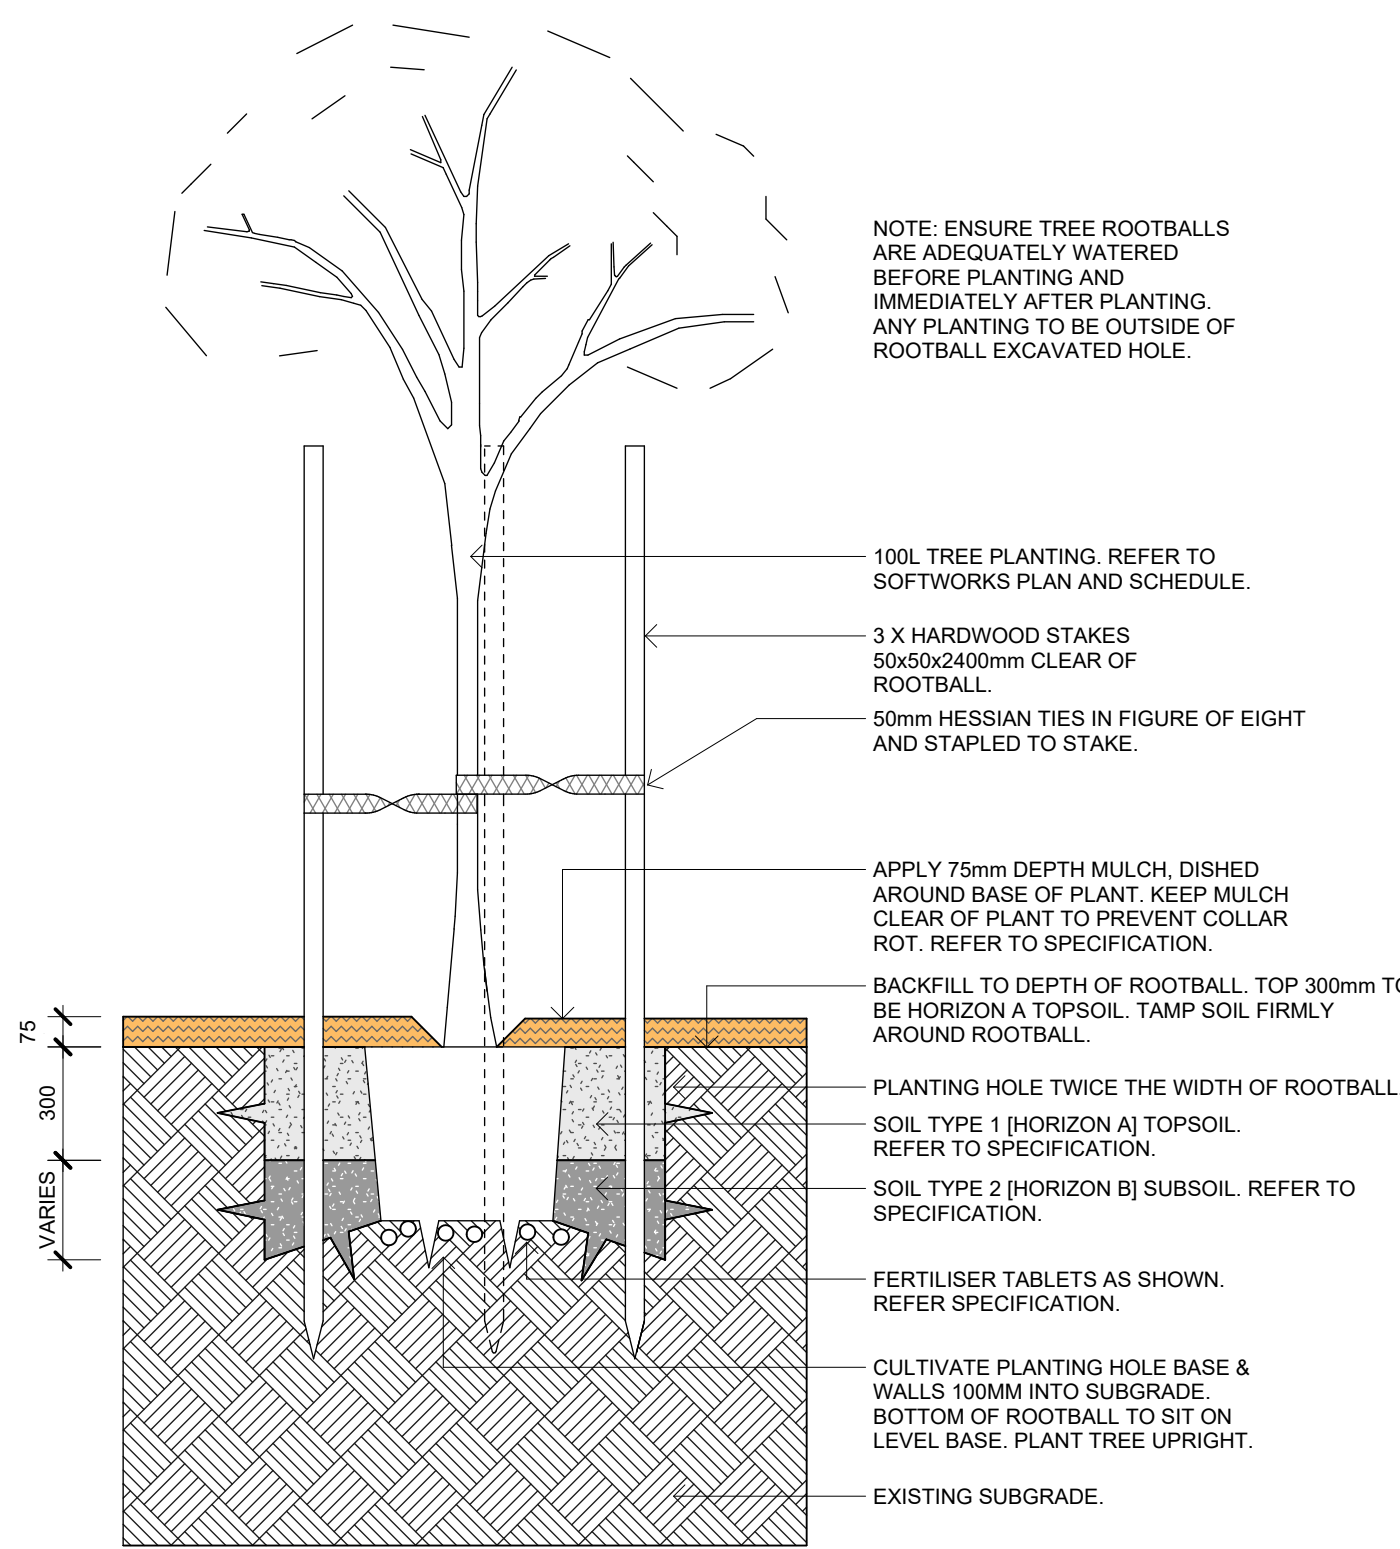 NOTE: ENSURE TREE ROOTBALLS
ARE ADEQUATELY WATERED
BEFORE PLANTING AND
IMMEDIATELY AFTER PLANTING.
ANY PLANTING TO BE OUTSIDE OF
ROOTBALL EXCAVATED HOLE.
100L TREE PLANTING. REFER TO
SOFTWORKS PLAN AND SCHEDULE.
3 X HARDWOOD STAKES
50x50x2400mm CLEAR OF
ROOTBALL.
50mm HESSIAN TIES IN FIGURE OF EIGHT
AND STAPLED TO STAKE.
APPLY 75mm DEPTH MULCH, DISHED
AROUND BASE OF PLANT. KEEP MULCH
CLEAR OF PLANT TO PREVENT COLLAR
ROT. REFER TO SPECIFICATION.
BACKFILL TO DEPTH OF ROOTBALL. TOP 300mm TO
BE HORIZON A TOPSOIL. TAMP SOIL FIRMLY
AROUND ROOTBALL.
PLANTING HOLE TWICE THE WIDTH OF ROOTBALL.
SOIL TYPE 1 [HORIZON A] TOPSOIL.
REFER TO SPECIFICATION.
SOIL TYPE 2 [HORIZON B] SUBSOIL. REFER TO
SPECIFICATION.
FERTILISER TABLETS AS SHOWN.
REFER SPECIFICATION.
CULTIVATE PLANTING HOLE BASE &
WALLS 100MM INTO SUBGRADE.
BOTTOM OF ROOTBALL TO SIT ON
LEVEL BASE. PLANT TREE UPRIGHT.
EXISTING SUBGRADE.
75
300
VARIES